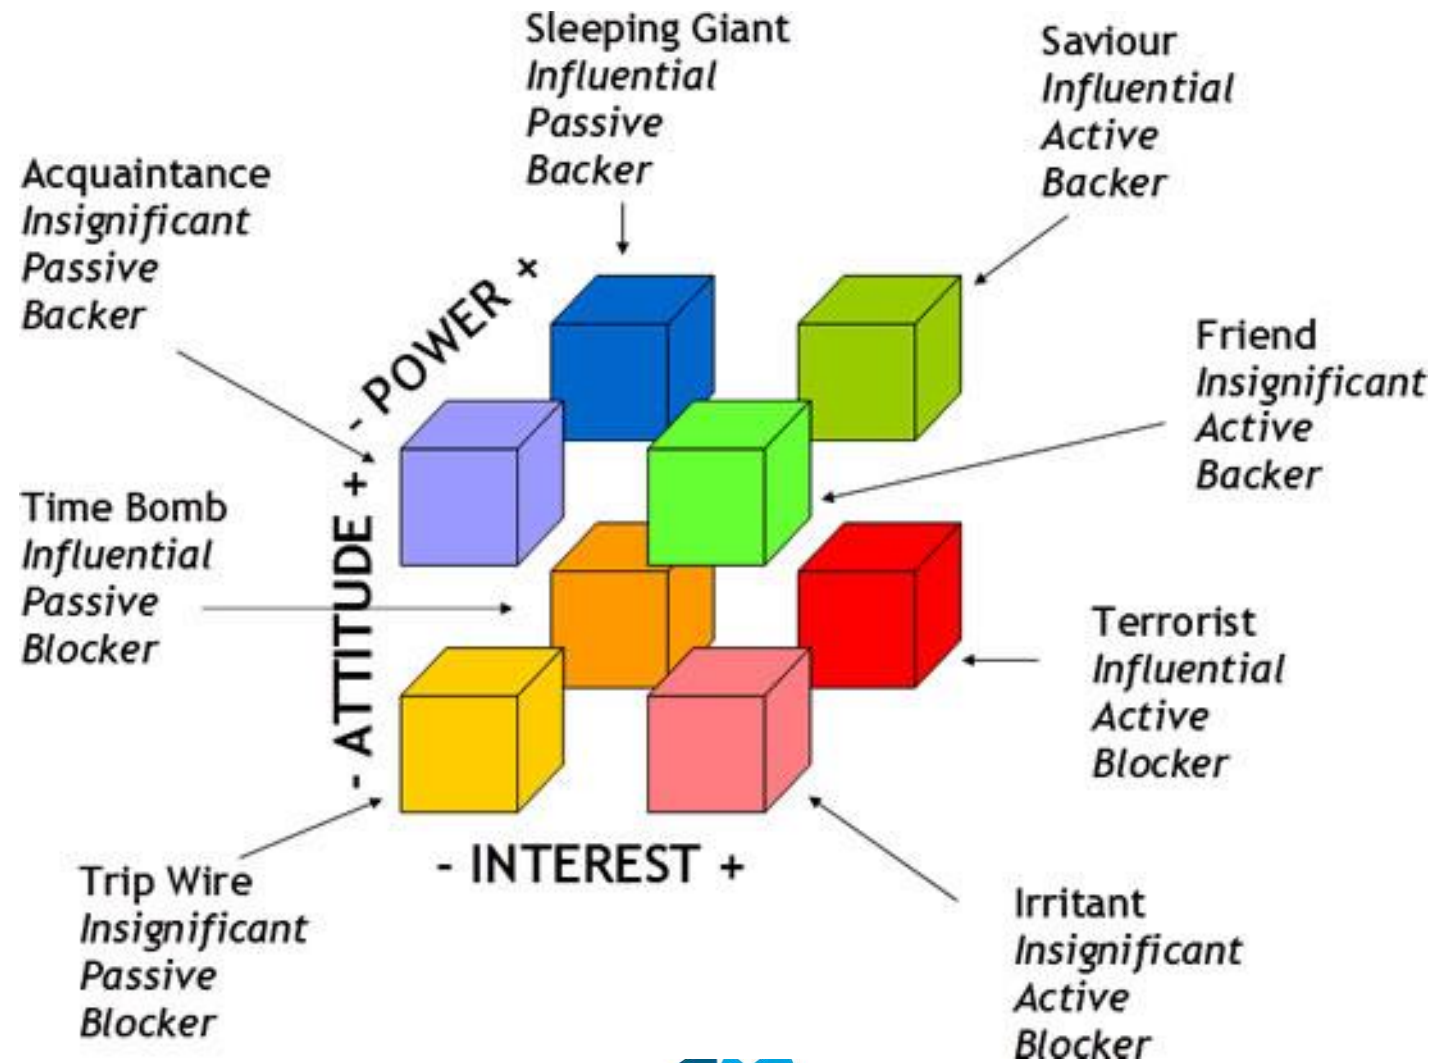 Sleeping Giant
Influential
Passive
Backer
Saviour
Influential
Active
Backer
Acquaintance
Insignificant
Passive
Backer
- POWER +
Friend
Insignificant
Active
Backer
Time Bomb
Influential
Passive
Blocker
- ATTITUDE +
Terrorist
Influential
Active
Blocker
- INTEREST +
Trip Wire
Insignificant
Passive
Blocker
Irritant
Insignificant
Active
Blocker